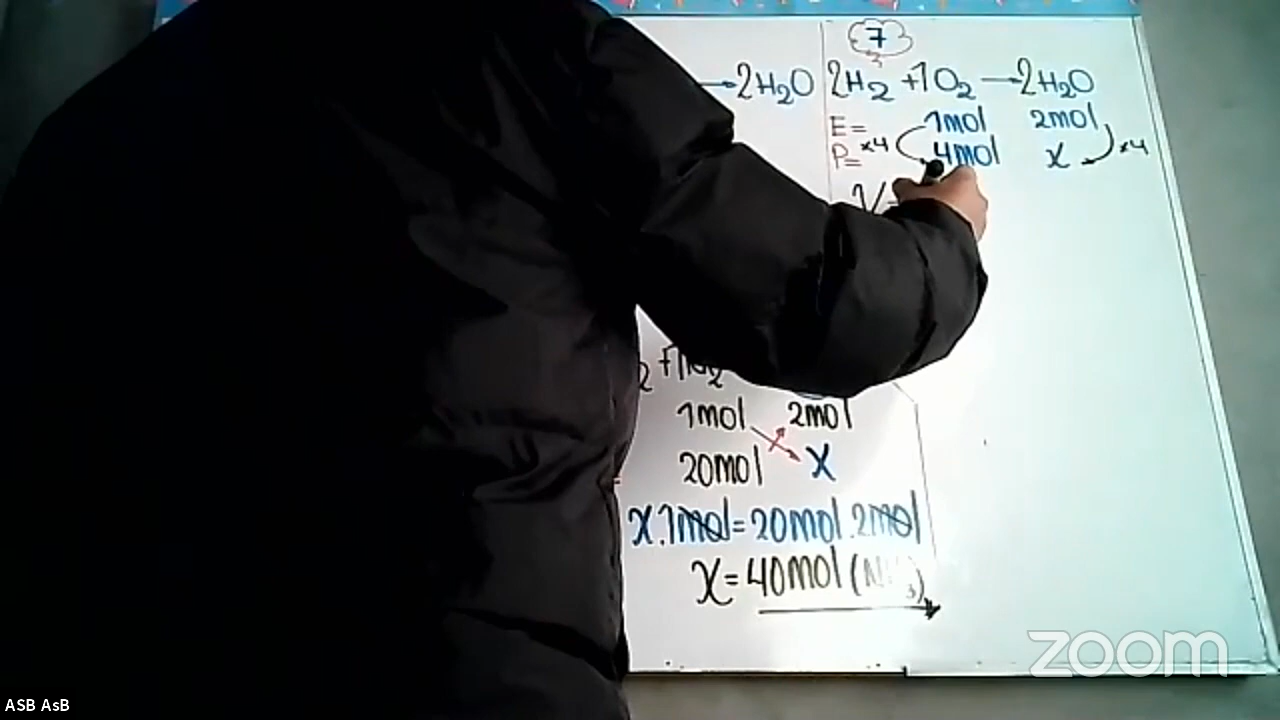 7
→2H₂O
2H₂ +1O₂ → 2H₂O
E= 1mol 2mol
P= ×4 4mol x ×4
1mol 2mol
20mol X
x.1mol=20mol.2mol
x=40mol
zoom
ASB AsB